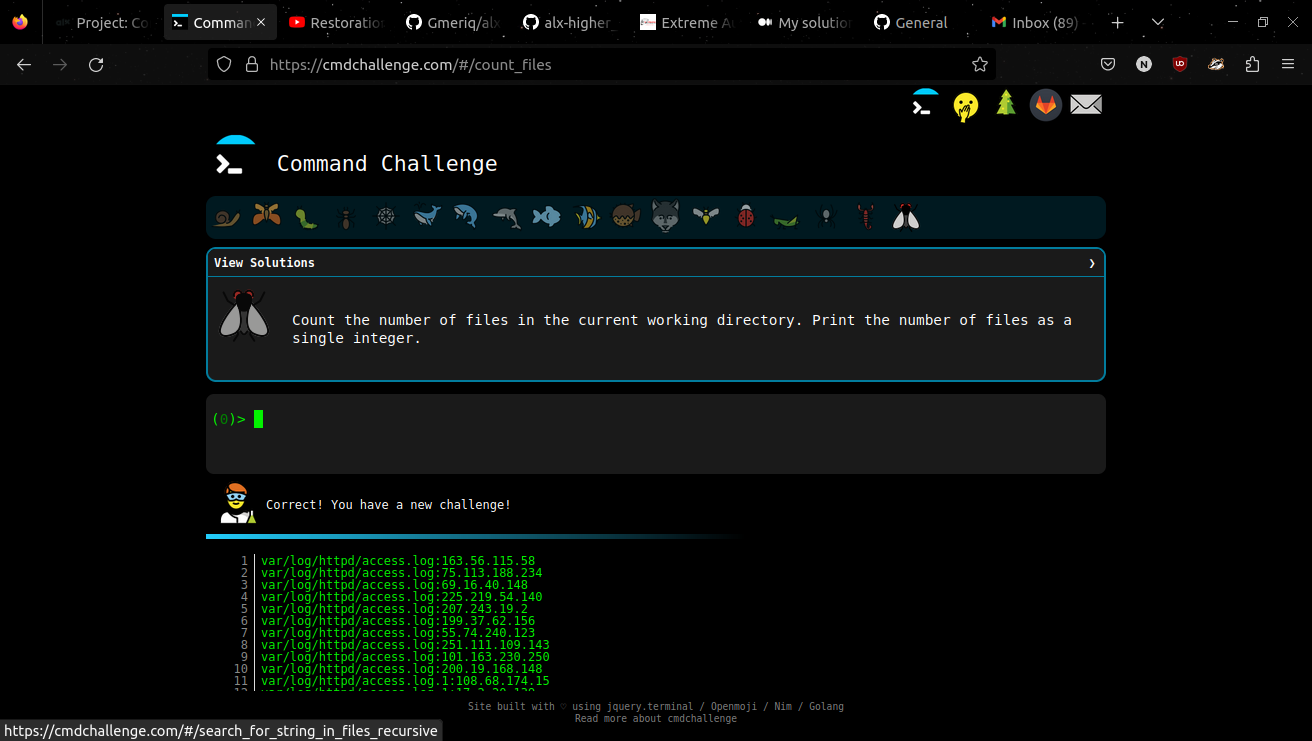 Project: Co
Comman
Restoratio
Gmeriq/alx
alx-higher_
Extreme Au
My solutio
General
Inbox (89)
https://cmdchallenge.com/#/count_files
Command Challenge
View Solutions
Count the number of files in the current working directory. Print the number of files as a
single integer.
(0)>
Correct! You have a new challenge!
1 var/log/httpd/access.log:163.56.115.58
2 var/log/httpd/access.log:75.113.188.234
3 var/log/httpd/access.log:69.16.40.148
4 var/log/httpd/access.log:225.219.54.140
5 var/log/httpd/access.log:207.243.19.2
6 var/log/httpd/access.log:199.37.62.156
7 var/log/httpd/access.log:55.74.240.123
8 var/log/httpd/access.log:251.111.109.143
9 var/log/httpd/access.log:101.163.230.250
10 var/log/httpd/access.log:200.19.168.148
11 var/log/httpd/access.log.1:108.68.174.15
Site built with ♡ using jquery.terminal / Openmoji / Nim / Golang
Read more about cmdchallenge
https://cmdchallenge.com/#/search_for_string_in_files_recursive